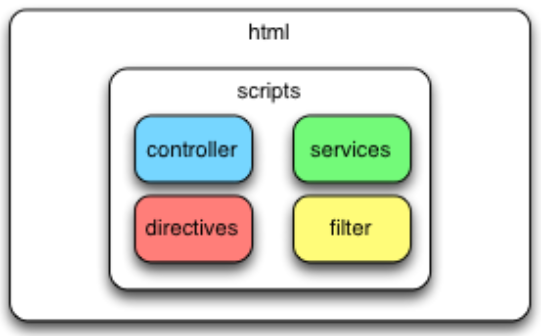 html
scripts
controller
services
directives
filter